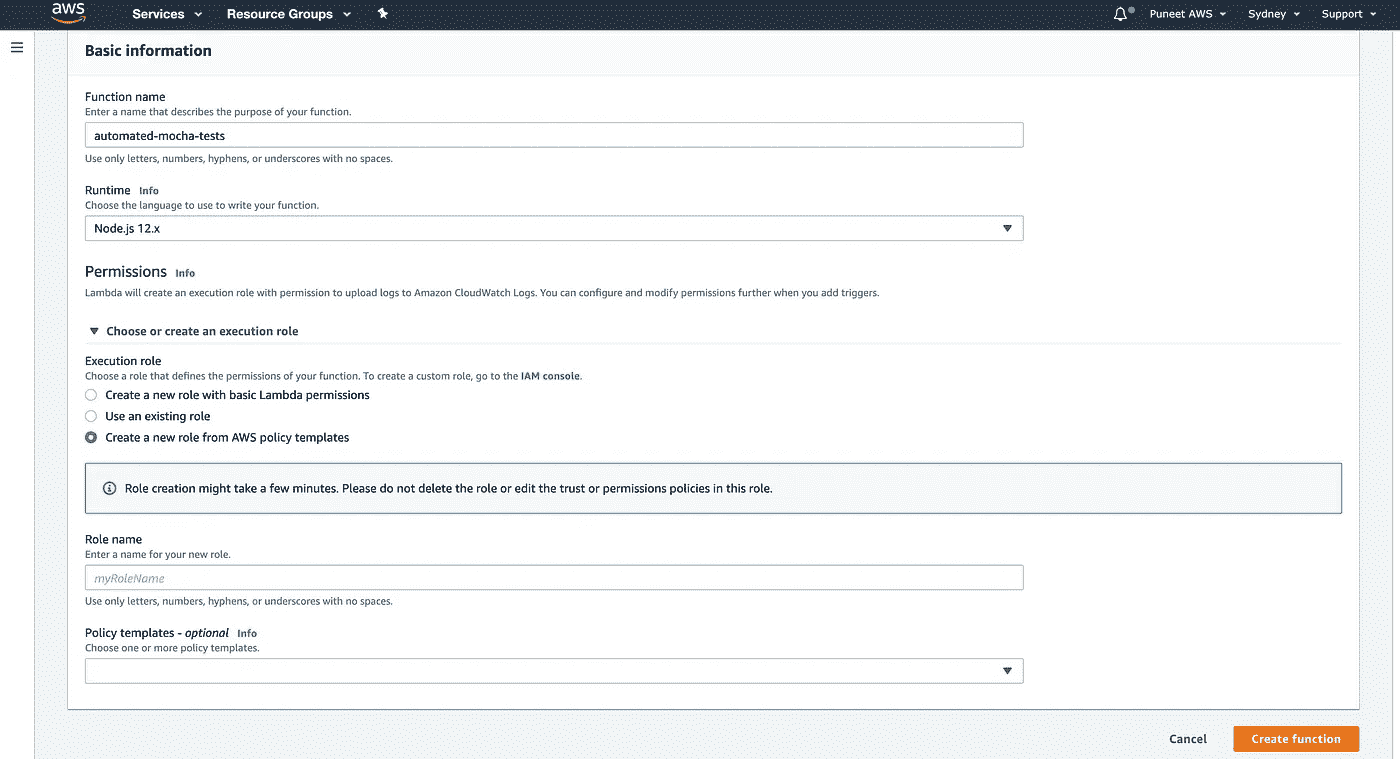 aws Services Resource Groups Puneet AWS Sydney Support
Basic information
Function name
Enter a name that describes the purpose of your function.
automated-mocha-tests
Use only letters, numbers, hyphens, or underscores with no spaces.
Runtime Info
Choose the language to use to write your function.
Node.js 12.x
Permissions Info
Lambda will create an execution role with permission to upload logs to Amazon CloudWatch Logs. You can configure and modify permissions further when you add triggers.
Choose or create an execution role
Execution role
Choose a role that defines the permissions of your function. To create a custom role, go to the IAM console.
Create a new role with basic Lambda permissions
Use an existing role
Create a new role from AWS policy templates
Role creation might take a few minutes. Please do not delete the role or edit the trust or permissions policies in this role.
Role name
Enter a name for your new role.
myRoleName
Use only letters, numbers, hyphens, or underscores with no spaces.
Policy templates - optional Info
Choose one or more policy templates.
Cancel Create function